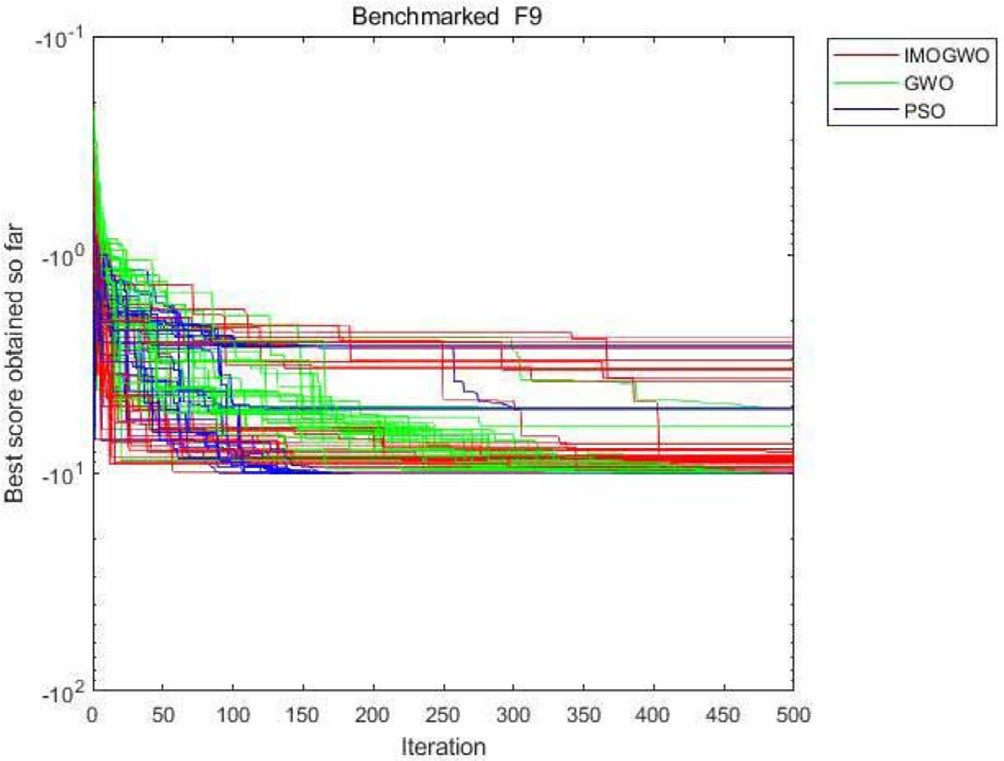 Benchmarked F9
-10^-1
-10^0
-10^1
-10^2
Best score obtained so far
0 50 100 150 200 250 300 350 400 450 500
Iteration
IMOGWO
GWO
PSO